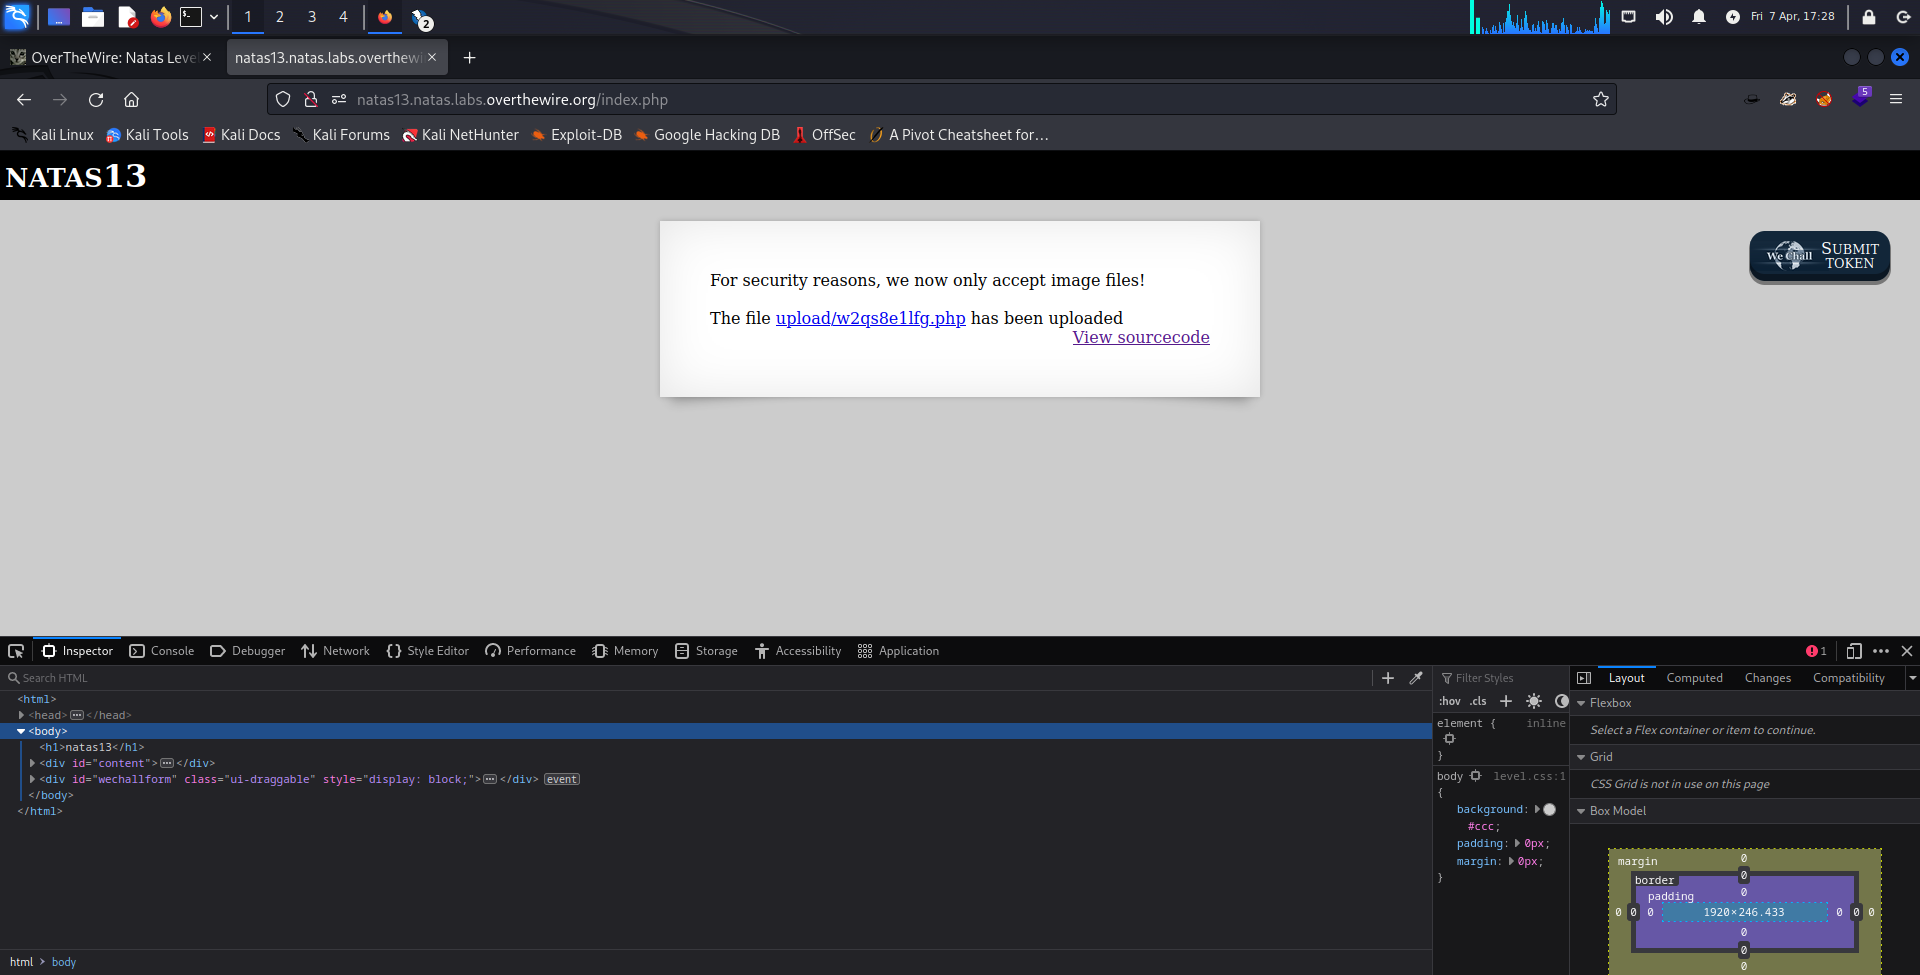 1 2 3 4 2 Fri 7 Apr, 17:28
OverTheWire: Natas Leve natas13.natas.labs.overthewi
natas13.natas.labs.overthewire.org/index.php 5
Kali Linux Kali Tools Kali Docs Kali Forums Kali NetHunter Exploit-DB Google Hacking DB OffSec A Pivot Cheatsheet for…
NATAS13
We Chall SUBMIT
TOKEN
For security reasons, we now only accept image files!
The file upload/w2qs8e1lfg.php has been uploaded
View sourcecode
Inspector Console Debugger Network Style Editor Performance Memory Storage Accessibility Application 1
Search HTML
<html>
<head> </head>
<body>
<h1>natas13</h1>
<div id="content"> </div>
<div id="wechallform" class="ui-draggable" style="display: block;"> </div> event
</body>
</html>
html > body
Filter Styles
:hov .cls
element { inline
}
body level.css:1
{
background:
#ccc;
padding: 0px;
margin: 0px;
}
Layout Computed Changes Compatibility
Flexbox
Select a Flex container or item to continue.
Grid
CSS Grid is not in use on this page
Box Model
margin 0
border 0
padding 0
0 0 0 1920×246.433 0 0 0
0
0
0